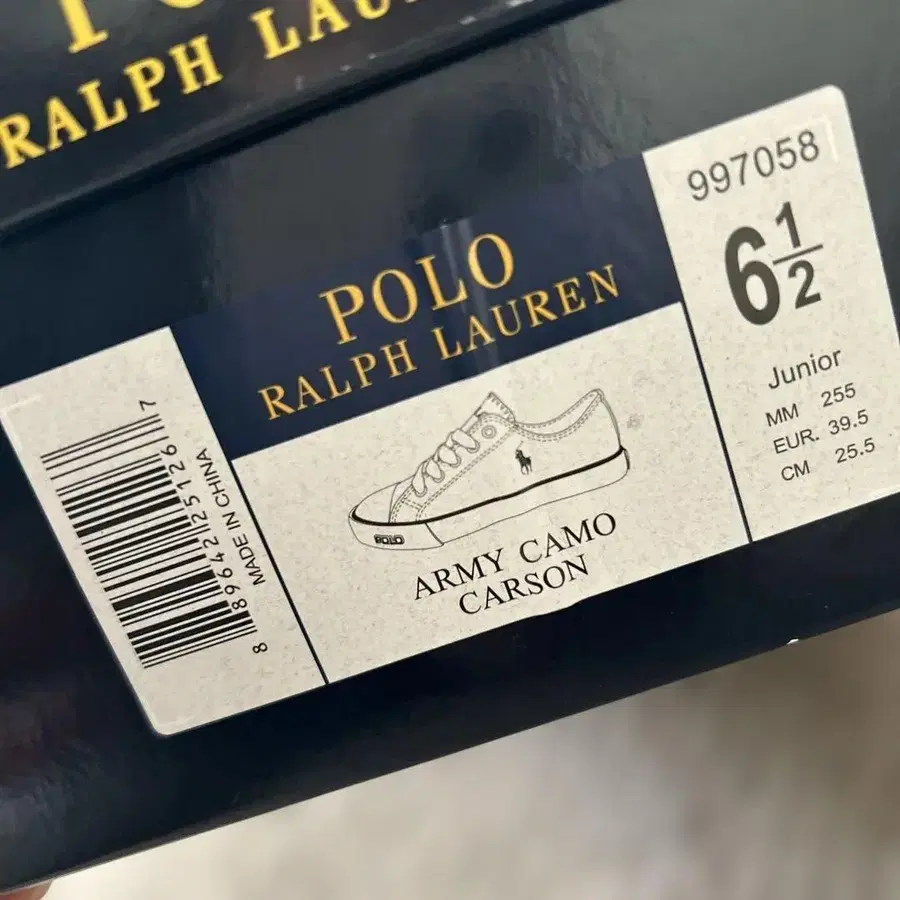 RALPH LAU
POLO
RALPH LAUREN
997058
6 1/2
Junior
MM 255
EUR. 39.5
CM 25.5
POLO
ARMY CAMO
CARSON
MADE IN CHINA
8 89642 25126 7